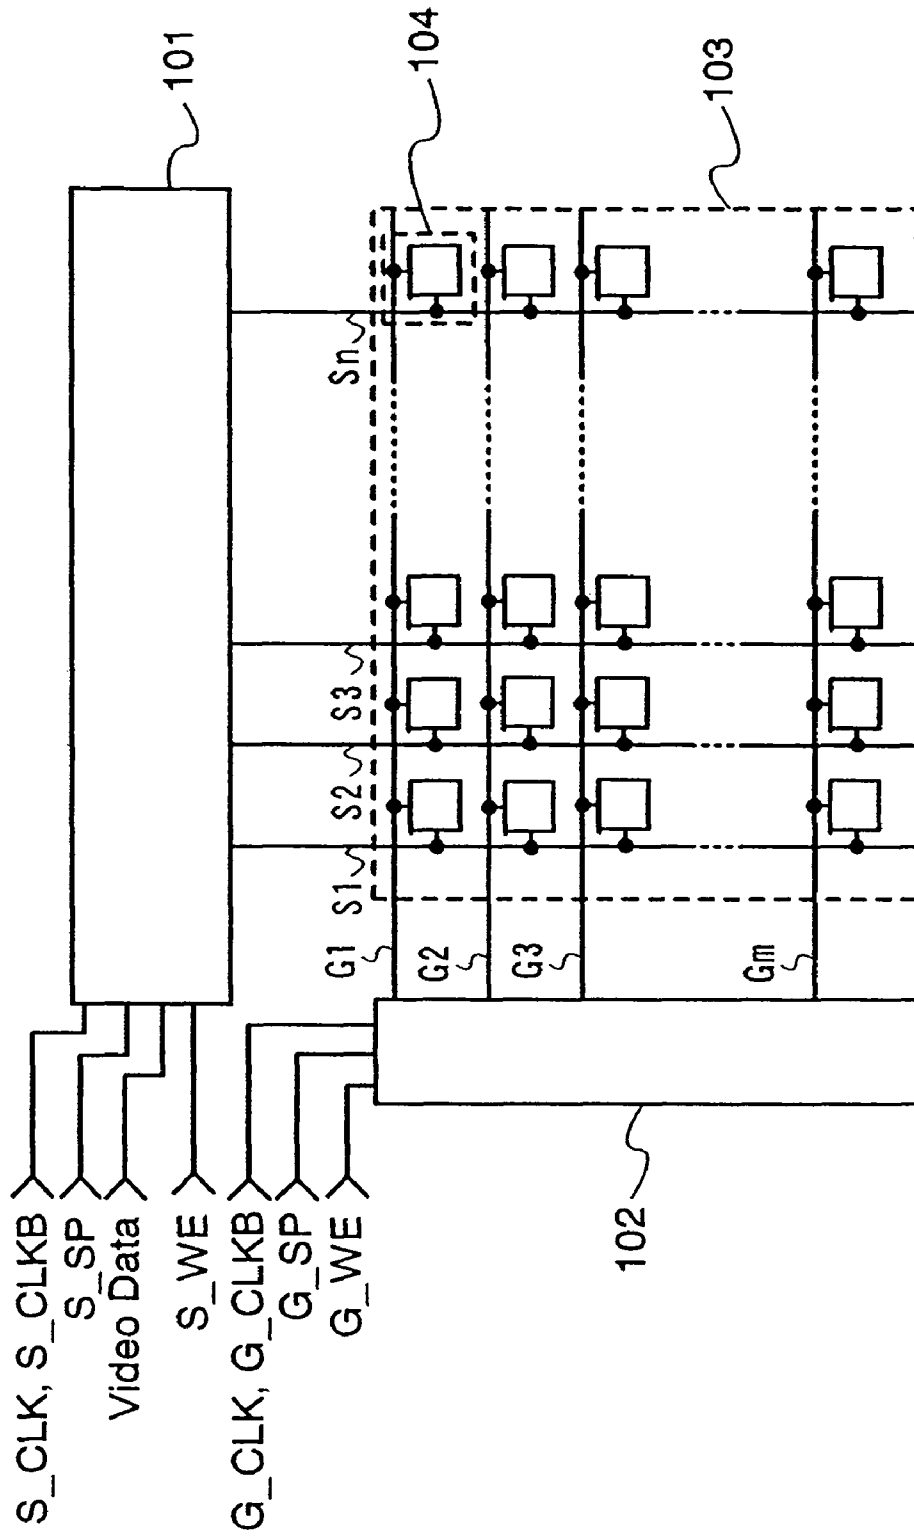 101
104
103
Sn
S3
S2
S1
G1
G2
G3
Gm
S_CLK, S_CLKB
S_SP
Video Data
S_WE
G_CLK, G_CLKB
G_SP
G_WE
102